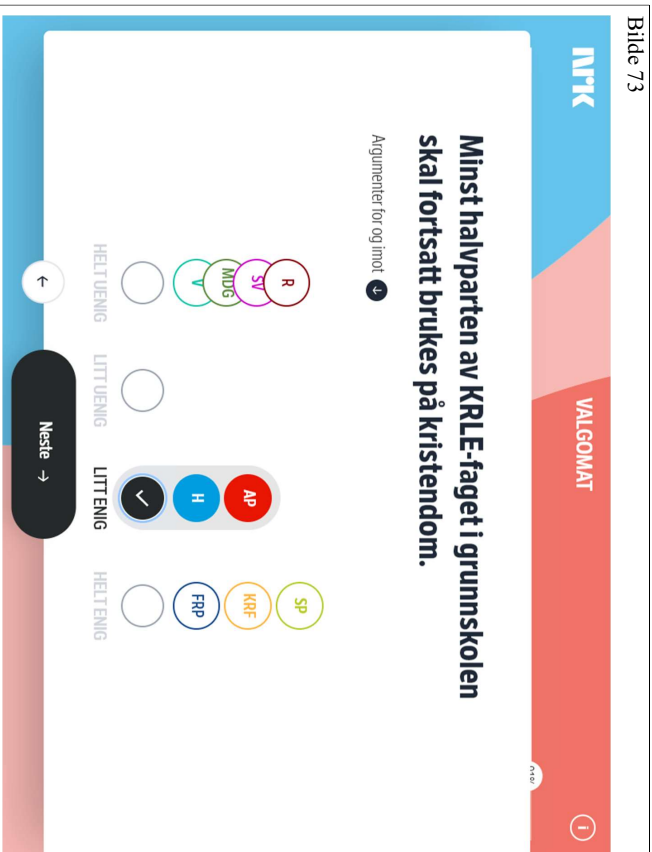 Bilde 73
NRK
VALGOMAT
i
Minst halvparten av KRLE-faget i grunnskolen
skal fortsatt brukes på kristendom.
Argumenter for og imot
R
SV
MDG
V
AP
H
SP
KRF
FRP
HELT UENIG
LITT UENIG
LITT ENIG
HELT ENIG
Neste →